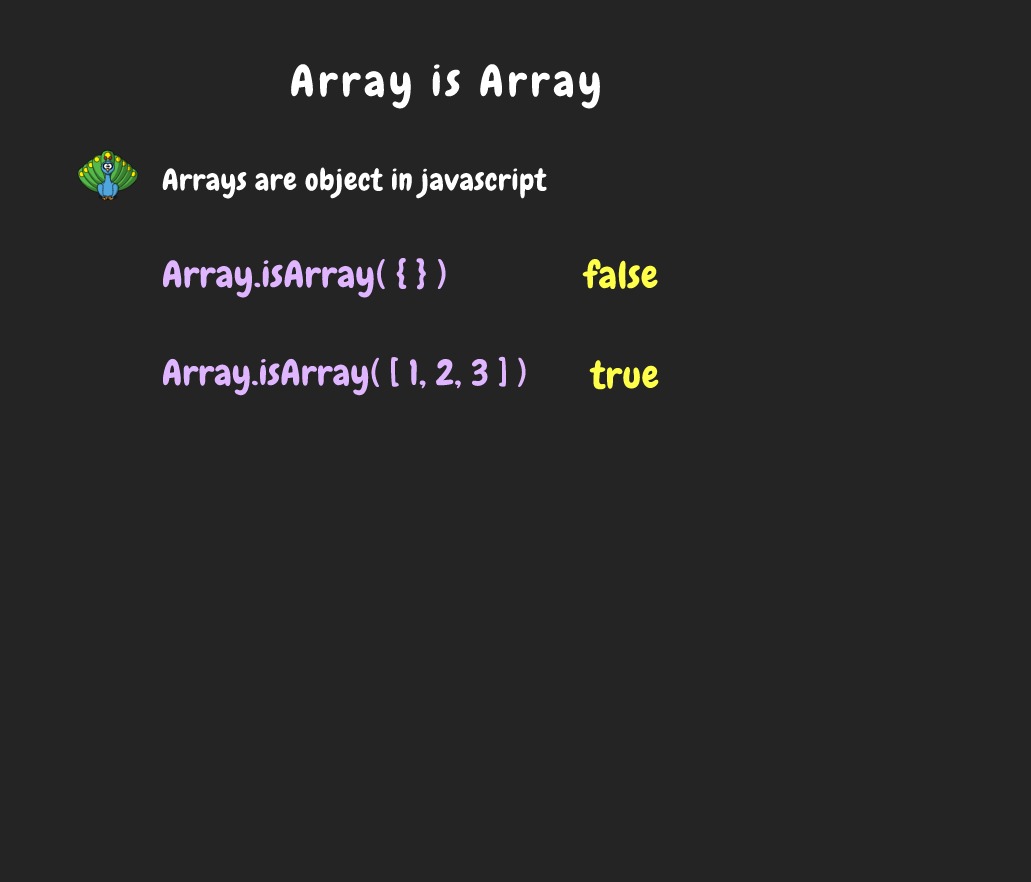 Array is Array
Arrays are object in javascript
Array.isArray( { } ) false
Array.isArray( [ 1, 2, 3 ] ) true